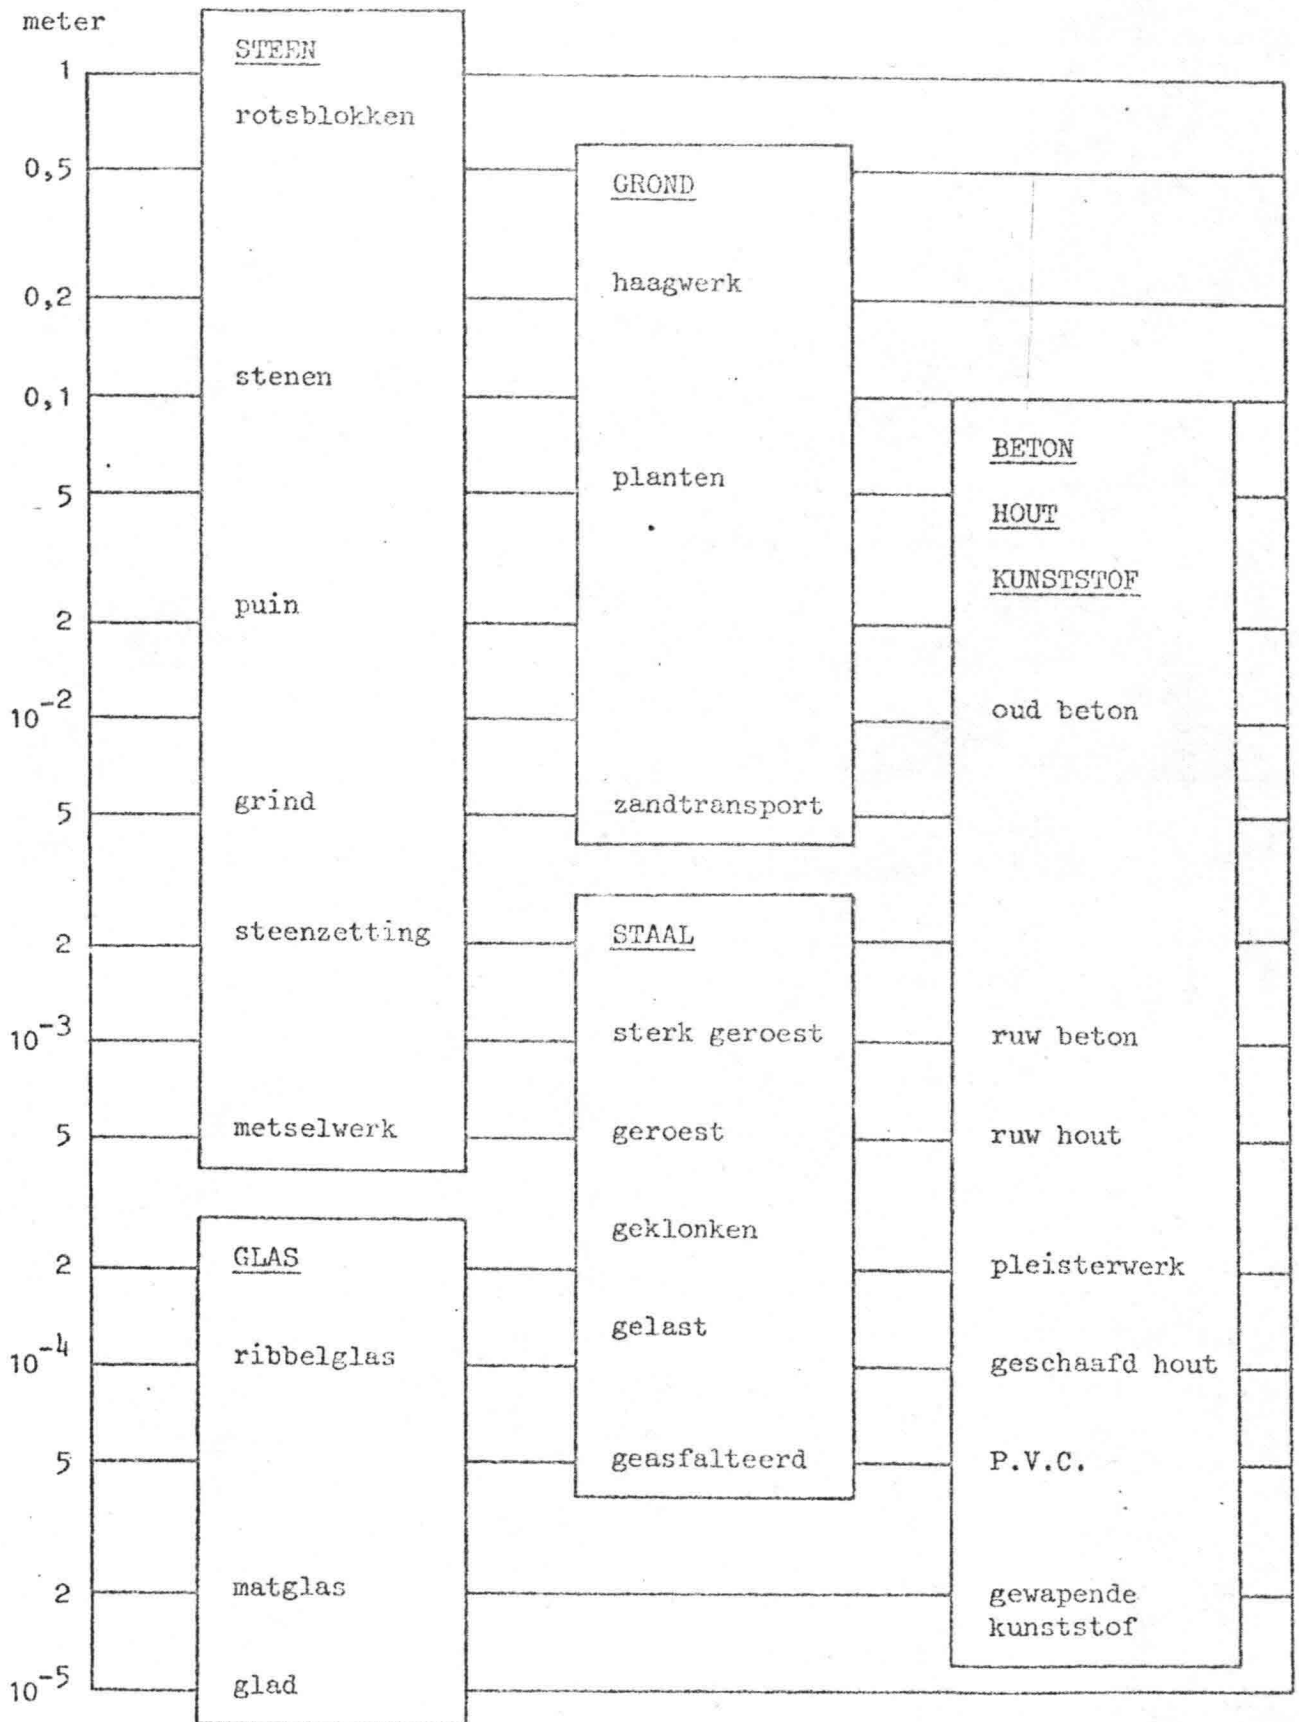 meter
1
0,5
0,2
0,1
5
2
10-2
5
2
10-3
5
2
10-4
5
2
10-5
STEEN
rotsblokken
stenen
puin
grind
steenzetting
metselwerk
GLAS
ribbelglas
matglas
glad
GROND
haagwerk
planten
zandtransport
STAAL
sterk geroest
geroest
geklonken
gelast
geasfalteerd
BETON
HOUT
KUNSTSTOF
oud beton
ruw beton
ruw hout
pleisterwerk
geschaafd hout
P.V.C.
gewapende
kunststof